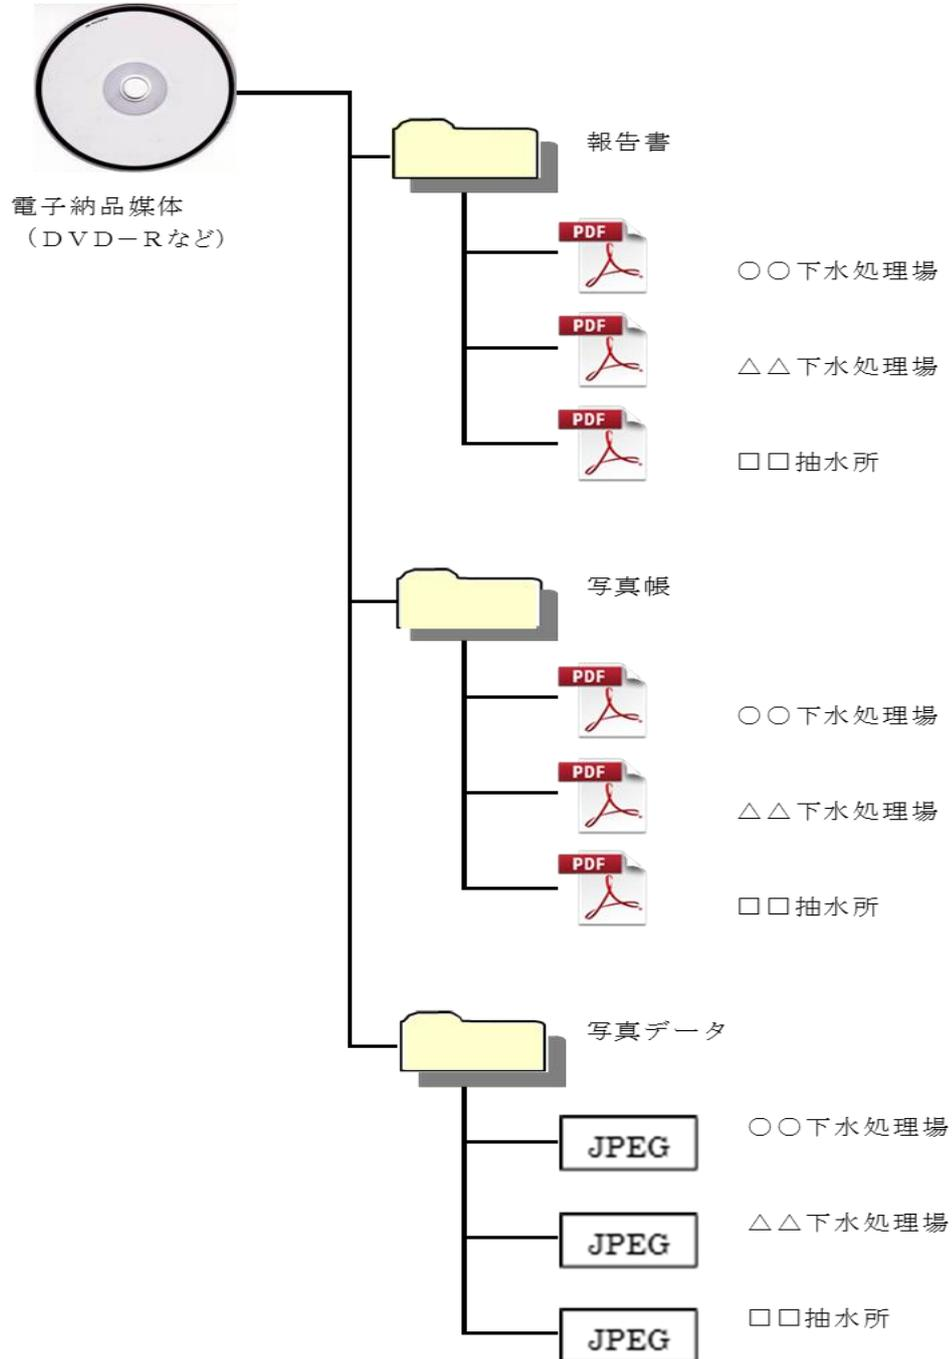 電子納品媒体
（ＤＶＤ－Ｒなど）
報告書
PDF
○○下水処理場
PDF
△△下水処理場
PDF
□□抽水所
写真帳
PDF
○○下水処理場
PDF
△△下水処理場
PDF
□□抽水所
写真データ
JPEG
○○下水処理場
JPEG
△△下水処理場
JPEG
□□抽水所